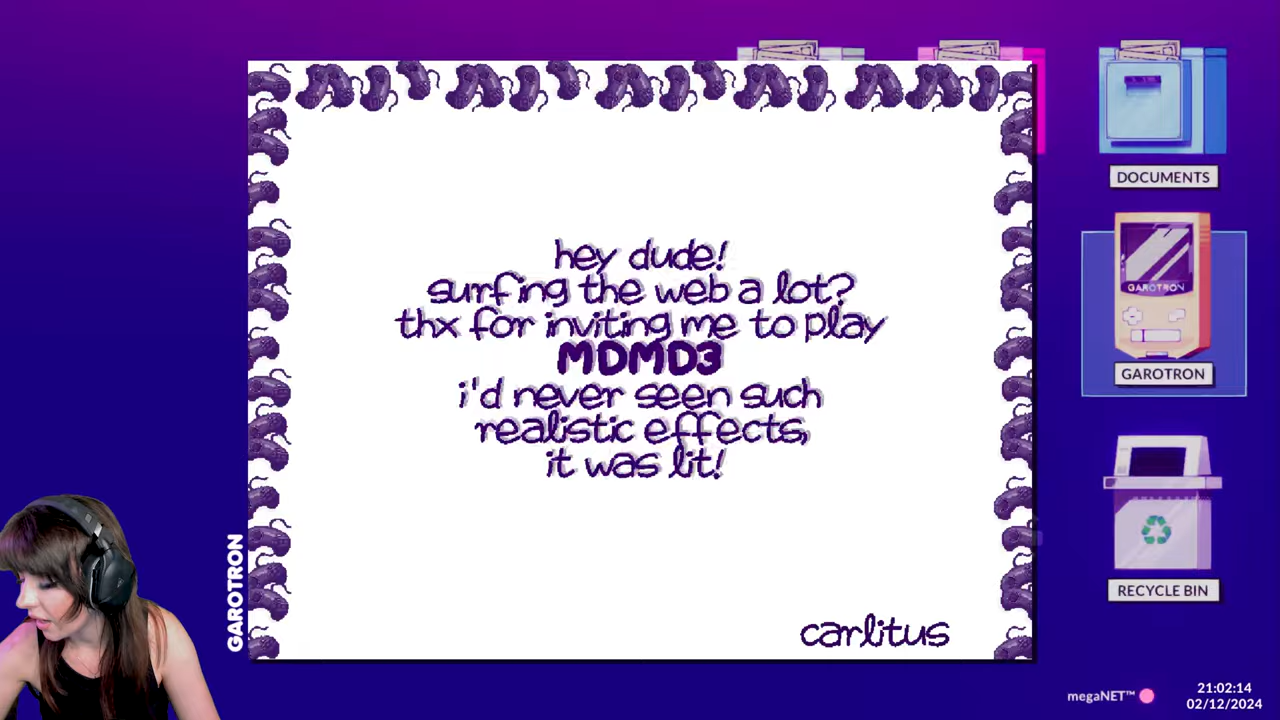 hey dude!
surfing the web a lot?
thx for inviting me to play
MDMD3
i'd never seen such
realistic effects,
it was lit!
carlitus
GAROTRON
DOCUMENTS
GAROTRON
GAROTRON
RECYCLE BIN
megaNET™
21:02:14
02/12/2024